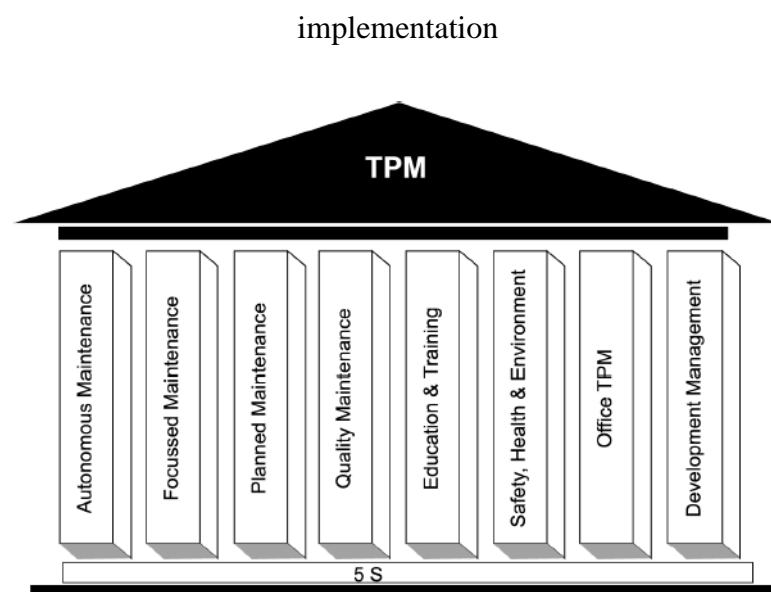 implementation
TPM
Autonomous Maintenance
Focussed Maintenance
Planned Maintenance
Quality Maintenance
Education & Training
Safety, Health & Environment
Office TPM
Development Management
5 S